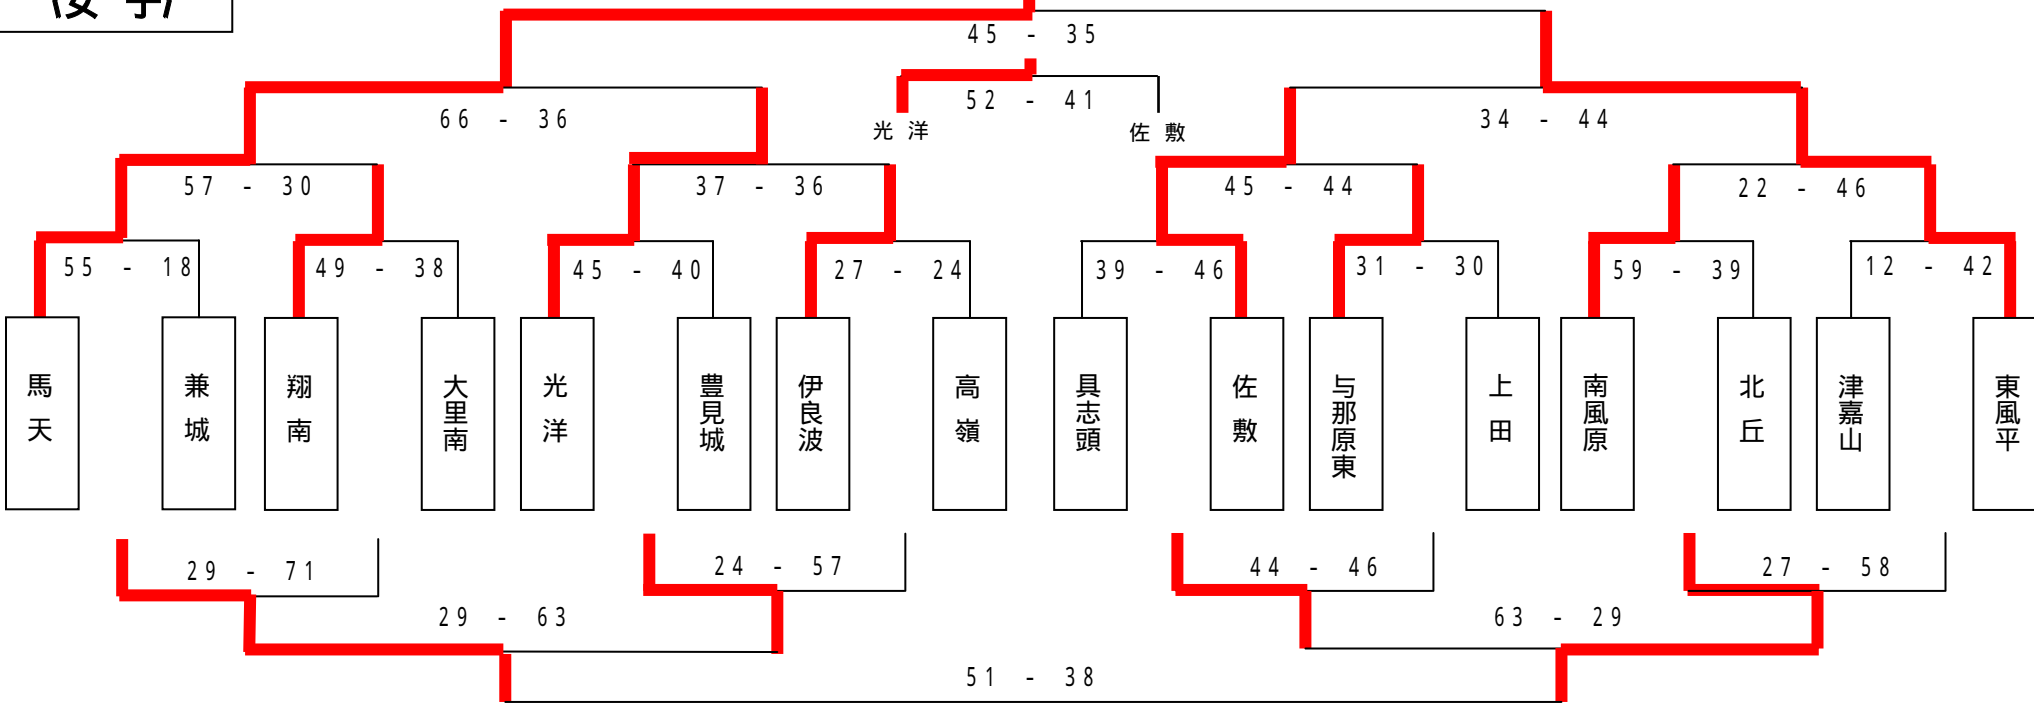 (女子)
45 - 35
52 - 41
光洋 佐敷
66 - 36
34 - 44
57 - 30
37 - 36
45 - 44
22 - 46
55 - 18
49 - 38
45 - 40
27 - 24
39 - 46
31 - 30
59 - 39
12 - 42
馬天
兼城
翔南
大里南
光洋
豊見城
伊良波
高嶺
具志頭
佐敷
与那原東
上田
南風原
北丘
津嘉山
東風平
29 - 71
24 - 57
44 - 46
27 - 58
29 - 63
63 - 29
51 - 38